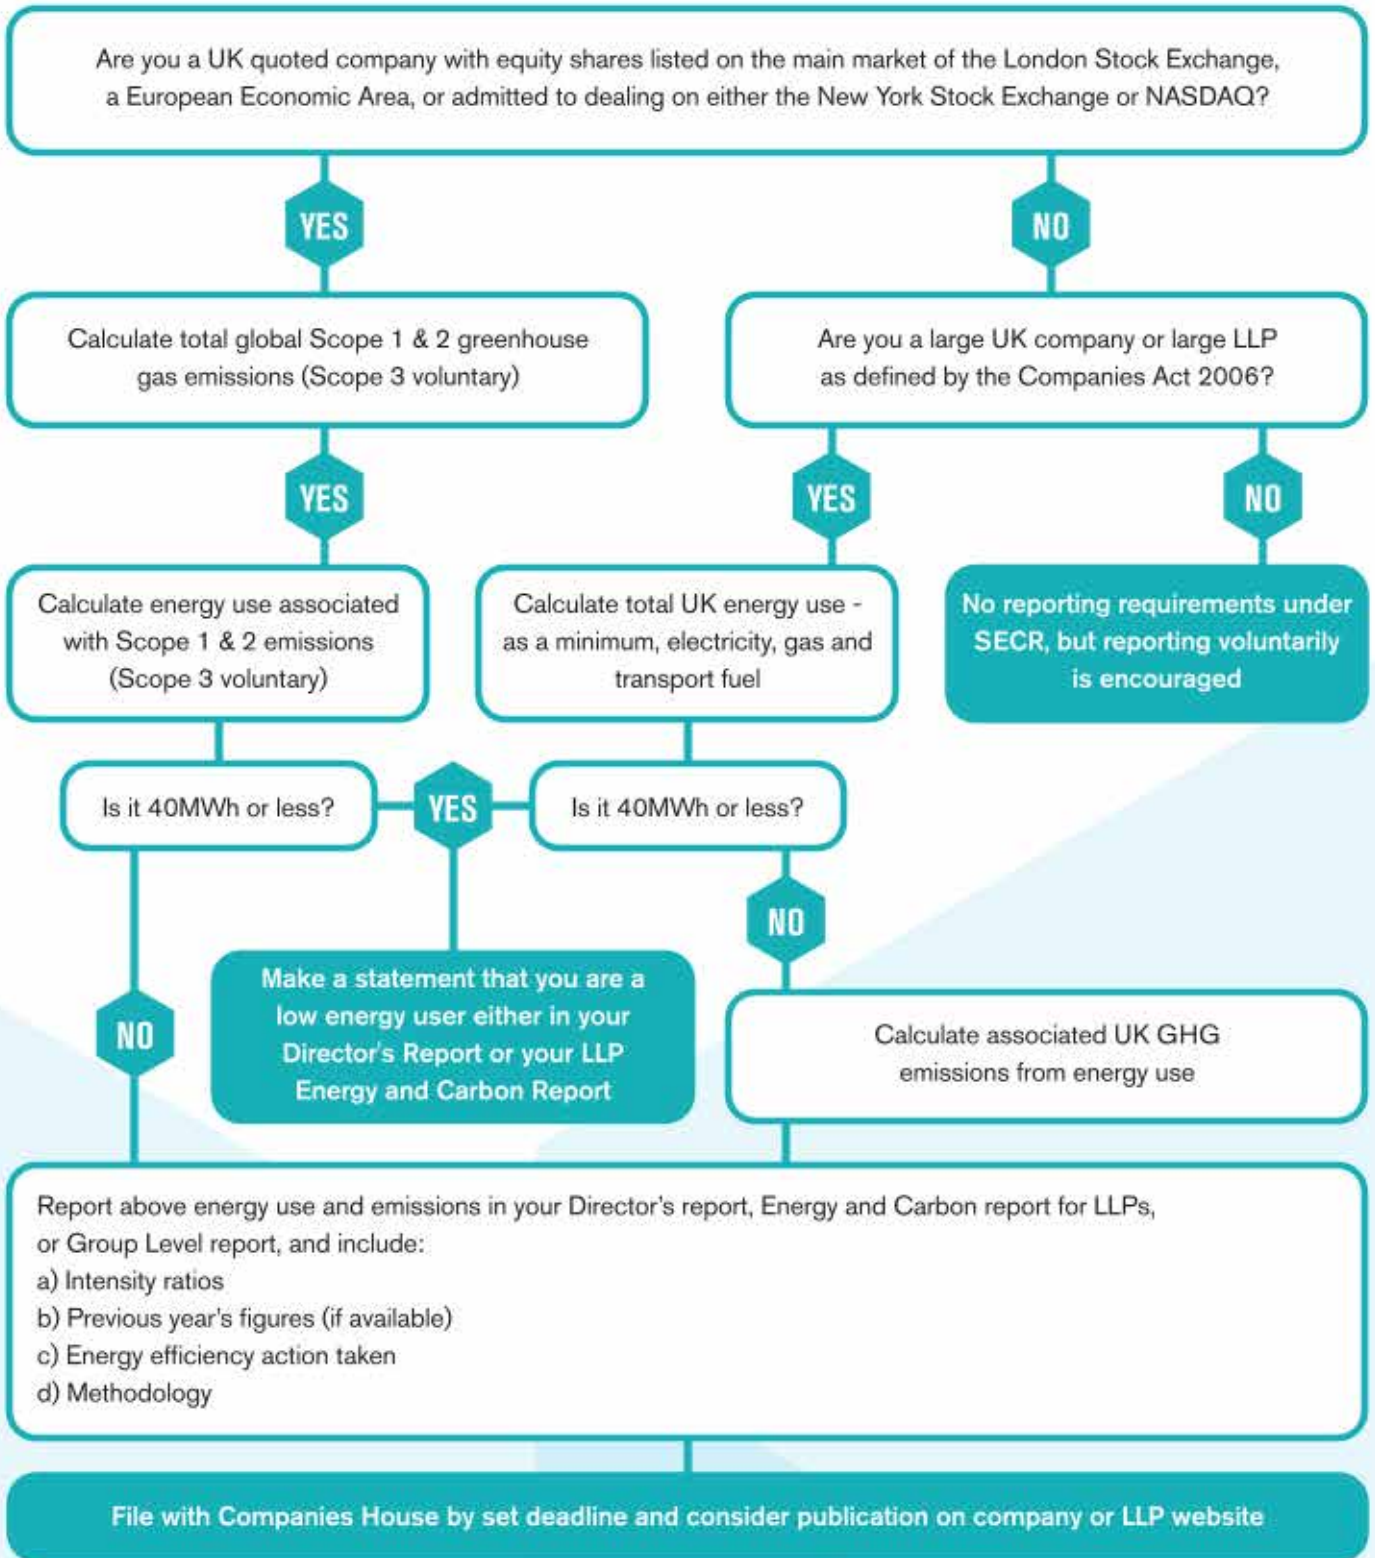 Are you a UK quoted company with equity shares listed on the main market of the London Stock Exchange,
a European Economic Area, or admitted to dealing on either the New York Stock Exchange or NASDAQ?
YES
NO
Calculate total global Scope 1 & 2 greenhouse
gas emissions (Scope 3 voluntary)
Are you a large UK company or large LLP
as defined by the Companies Act 2006?
YES
YES
NO
Calculate energy use associated
with Scope 1 & 2 emissions
(Scope 3 voluntary)
Calculate total UK energy use -
as a minimum, electricity, gas and
transport fuel
No reporting requirements under
SECR, but reporting voluntarily
is encouraged
Is it 40MWh or less?
YES
Is it 40MWh or less?
NO
Make a statement that you are a
low energy user either in your
Director's Report or your LLP
Energy and Carbon Report
NO
Calculate associated UK GHG
emissions from energy use
Report above energy use and emissions in your Director's report, Energy and Carbon report for LLPs,
or Group Level report, and include:
a) Intensity ratios
b) Previous year's figures (if available)
c) Energy efficiency action taken
d) Methodology
File with Companies House by set deadline and consider publication on company or LLP website